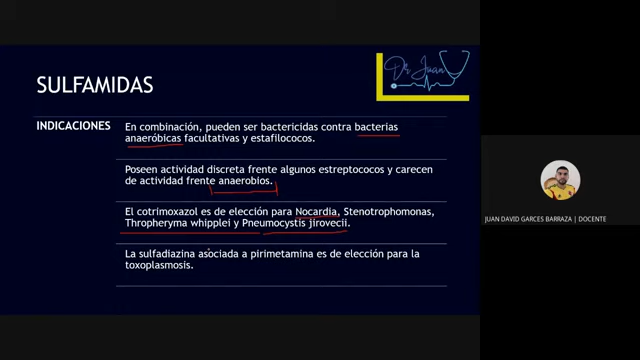 Dr Juan
SULFAMIDAS
INDICACIONES
En combinación, pueden ser bactericidas contra bacterias
anaeróbicas facultativas y estafilococos.
Poseen actividad discreta frente algunos estreptococos y carecen
de actividad frente anaerobios.
El cotrimoxazol es de elección para Nocardia, Stenotrophomonas,
Thropheryma whipplei y Pneumocystis jirovecii.
La sulfadiazina asociada a pirimetamina es de elección para la
toxoplasmosis.
JUAN DAVID GARCES BARRAZA | DOCENTE